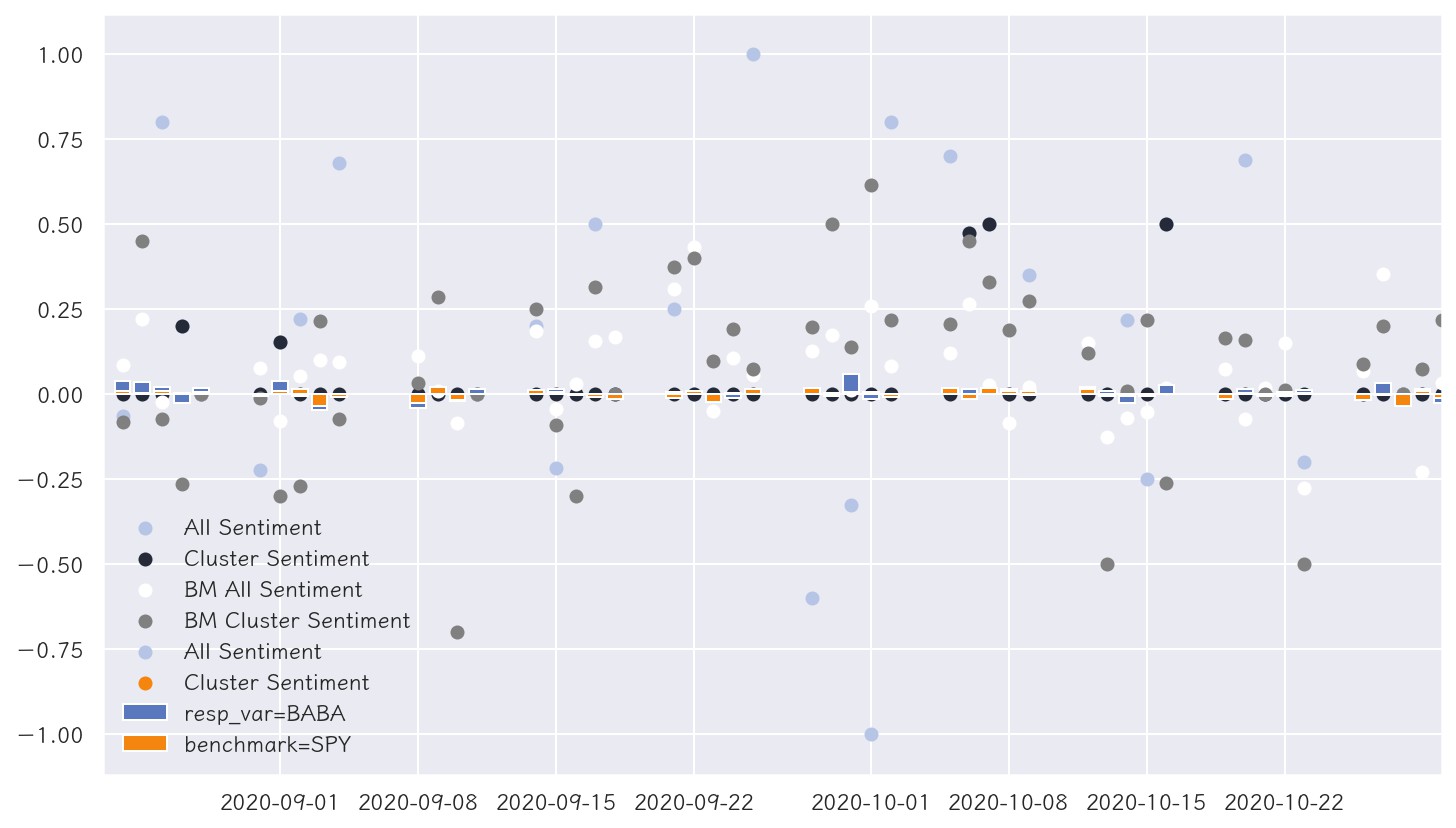 1.00
0.75
0.50
0.25
0.00
−0.25
−0.50
−0.75
−1.00
All Sentiment
Cluster Sentiment
BM All Sentiment
BM Cluster Sentiment
All Sentiment
Cluster Sentiment
resp_var=BABA
benchmark=SPY
2020-09-01 2020-09-08 2020-09-15 2020-09-22 2020-10-01 2020-10-08 2020-10-15 2020-10-22